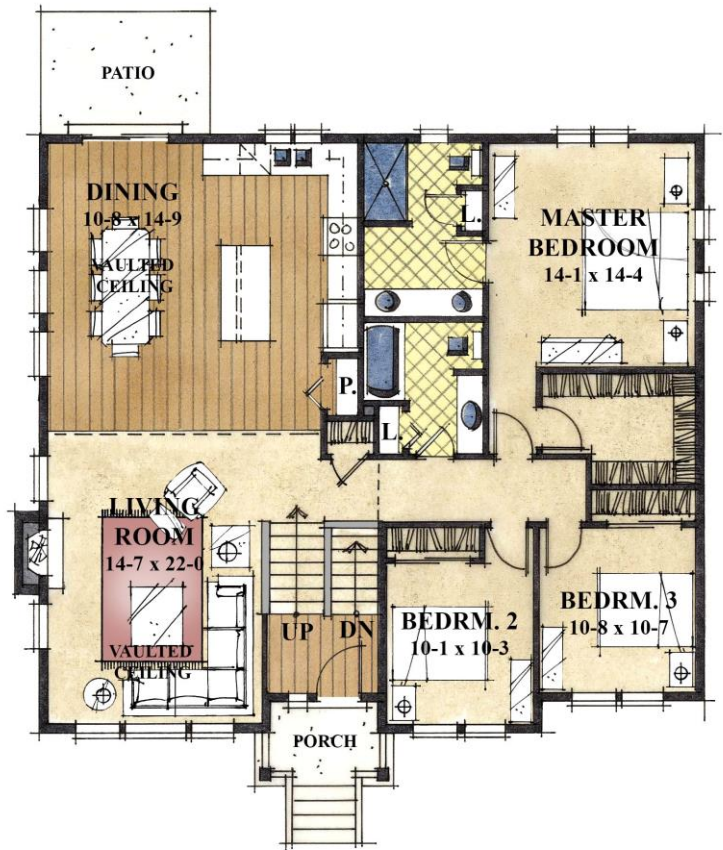 PATIO
DINING
10-8 x 14-9
VAULTED
CEILING
L.
MASTER
BEDROOM
14-1 x 14-4
P.
L.
LIVING
ROOM
14-7 x 22-0
VAULTED
CEILING
UP
DN
BEDRM. 2
10-1 x 10-3
BEDRM. 3
10-8 x 10-7
PORCH